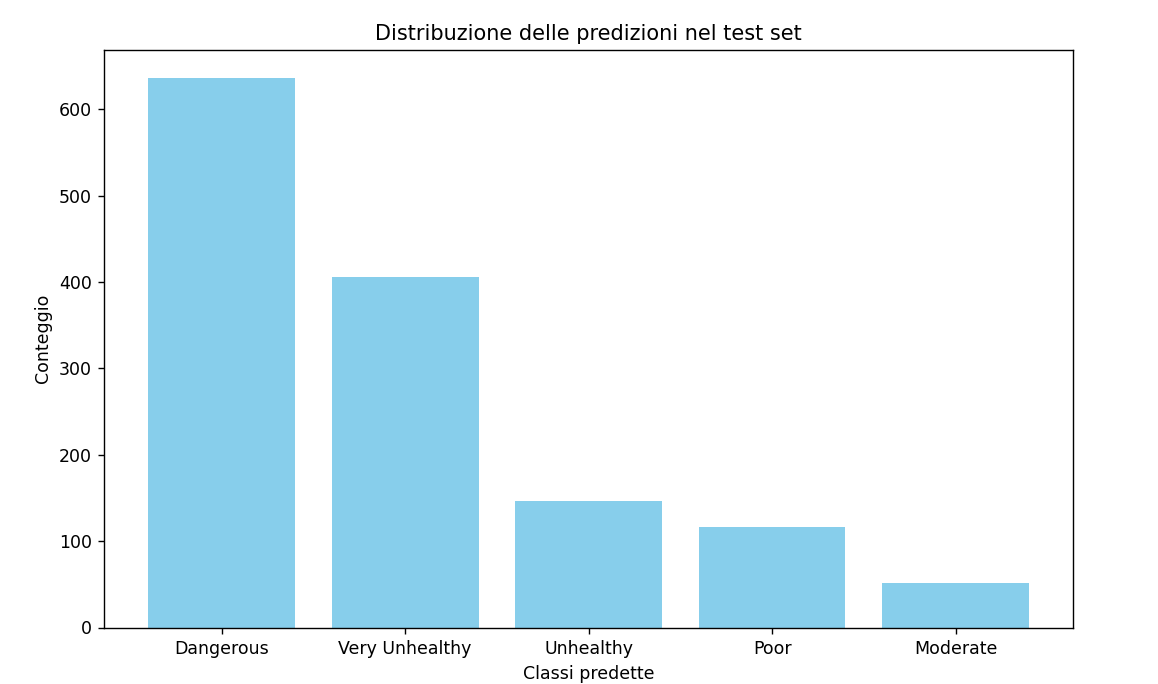 Distribuzione delle predizioni nel test set
Conteggio
600
500
400
300
200
100
0
Dangerous Very Unhealthy Unhealthy Poor Moderate
Classi predette